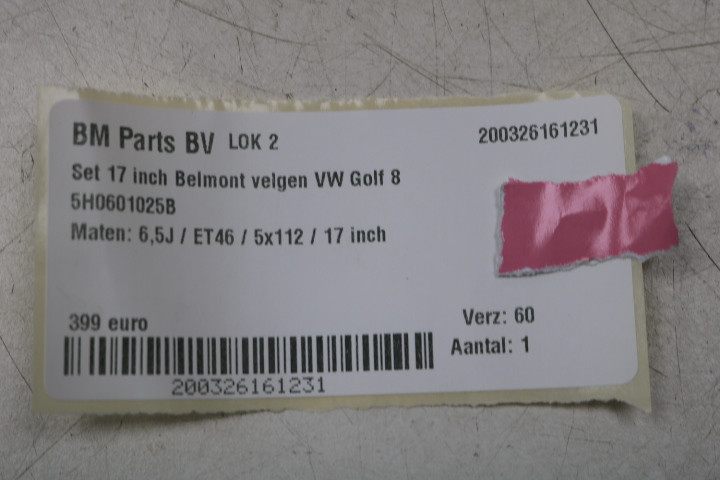 BM Parts BV LOK 2 200326161231
Set 17 inch Belmont velgen VW Golf 8
5H0601025B
Maten: 6,5J / ET46 / 5x112 / 17 inch
399 euro Verz: 60
Aantal: 1
200326161231